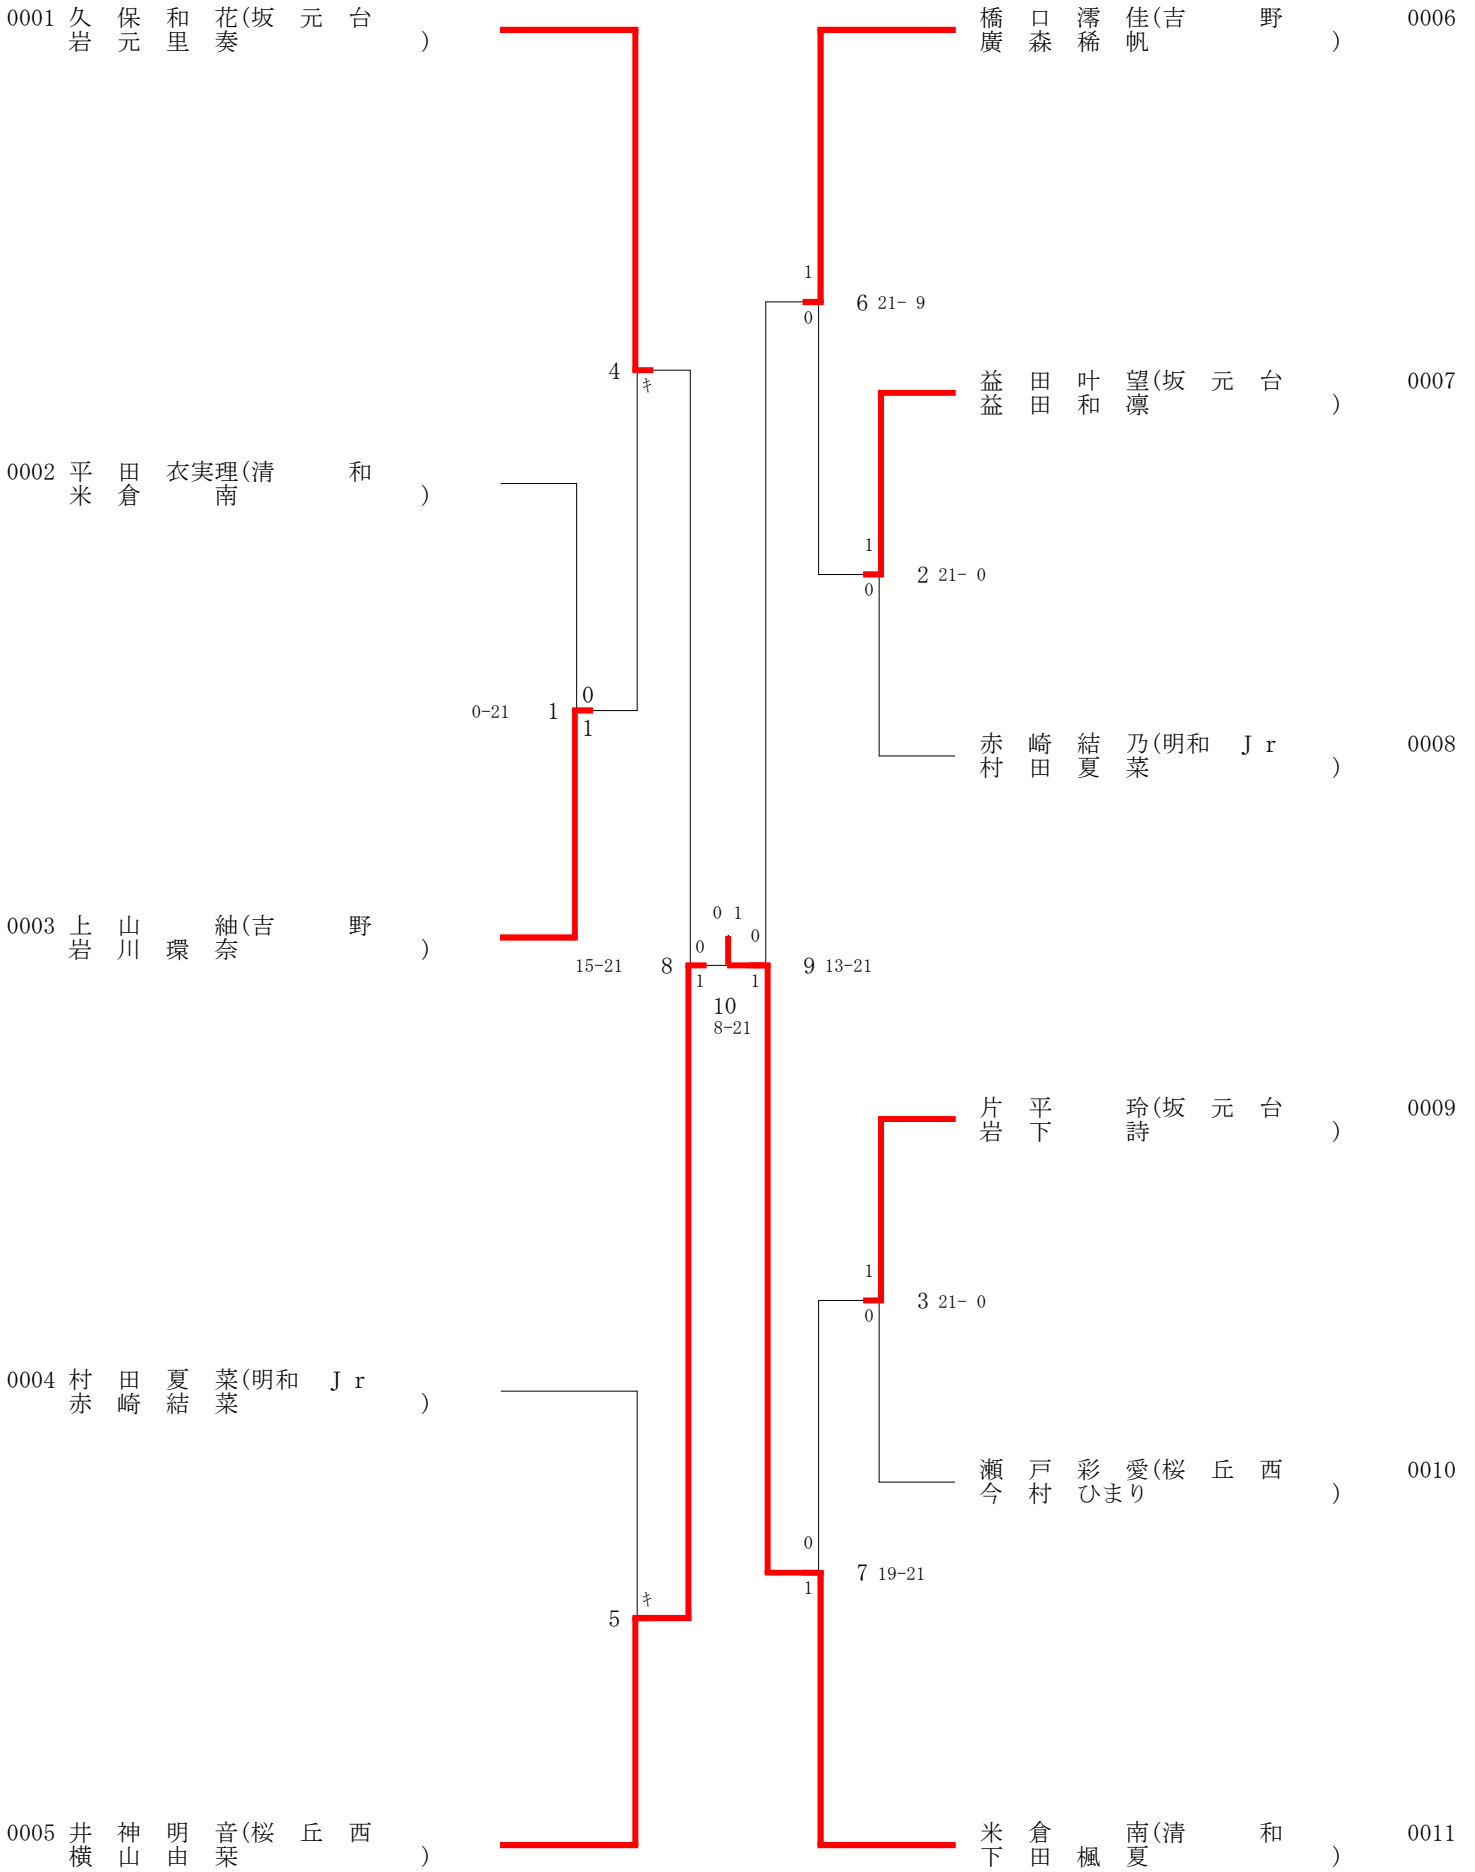 0001 久 保 和 花(坂 元 台
岩 元 里 奏 )
橋 口 澪 佳(吉 野 0006
廣 森 稀 帆 )
1
6 21- 9
0
4
ｷ
益 田 叶 望(坂 元 台 0007
益 田 和 凛 )
0002 平 田 衣実理(清 和
米 倉 南 )
1
2 21- 0
0
0
0-21 1
1
赤 崎 結 乃(明和 Jr 0008
村 田 夏 菜 )
0003 上 山 紬(吉 野
岩 川 環 奈 )
0 1
0 0
15-21 8 9 13-21
1 1
10
8-21
片 平 玲(坂 元 台 0009
岩 下 詩 )
1
3 21- 0
0
0004 村 田 夏 菜(明和 Jr
赤 崎 結 菜 )
瀬 戸 彩 愛(桜 丘 西 0010
今 村 ひまり )
0
7 19-21
1
ｷ
5
0005 井 神 明 音(桜 丘 西
横 山 由 栞 )
米 倉 南(清 和 0011
下 田 楓 夏 )